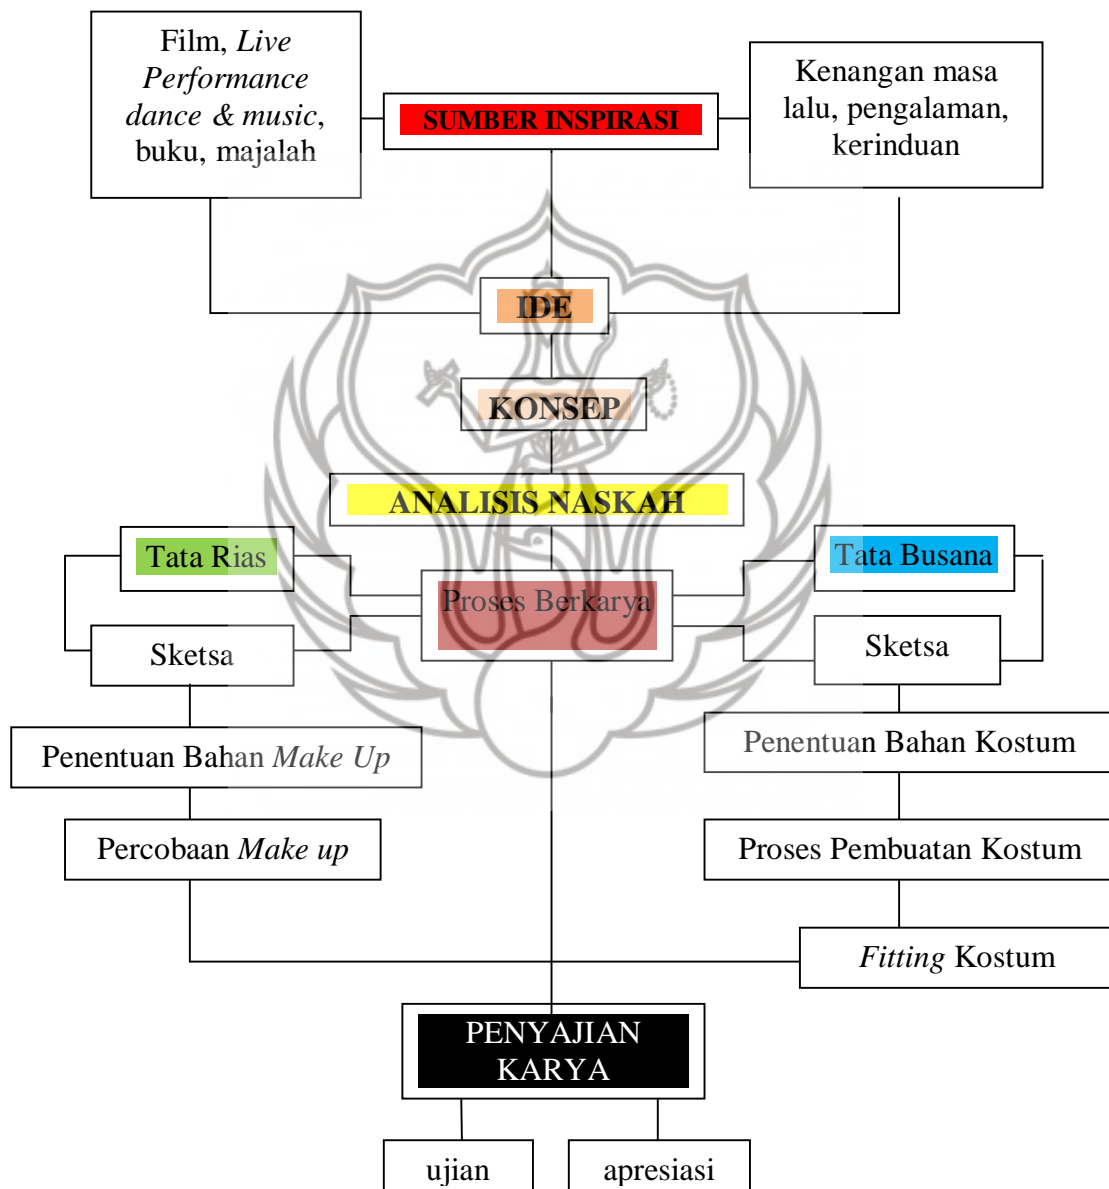 Film, Live
Performance
dance & music,
buku, majalah
SUMBER INSPIRASI
Kenangan masa
lalu, pengalaman,
kerinduan
IDE
KONSEP
ANALISIS NASKAH
Tata Rias
Proses Berkarya
Tata Busana
Sketsa
Sketsa
Penentuan Bahan Make Up
Penentuan Bahan Kostum
Percobaan Make up
Proses Pembuatan Kostum
Fitting Kostum
PENYAJIAN
KARYA
ujian
apresiasi